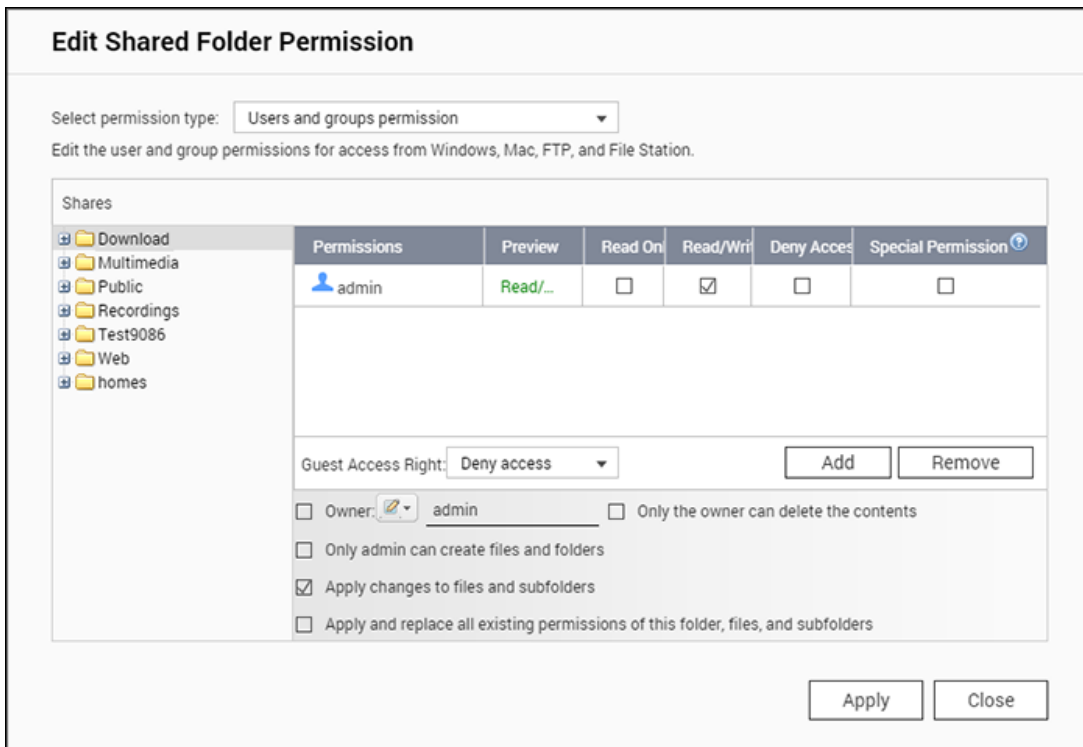 Edit Shared Folder Permission
Select permission type: Users and groups permission
Edit the user and group permissions for access from Windows, Mac, FTP, and File Station.
Shares
Download
Multimedia
Public
Recordings
Test9086
Web
homes
Permissions Preview Read On Read/Wri Deny Acces Special Permission
admin Read/...
Guest Access Right: Deny access Add Remove
Owner: admin Only the owner can delete the contents
Only admin can create files and folders
Apply changes to files and subfolders
Apply and replace all existing permissions of this folder, files, and subfolders
Apply Close